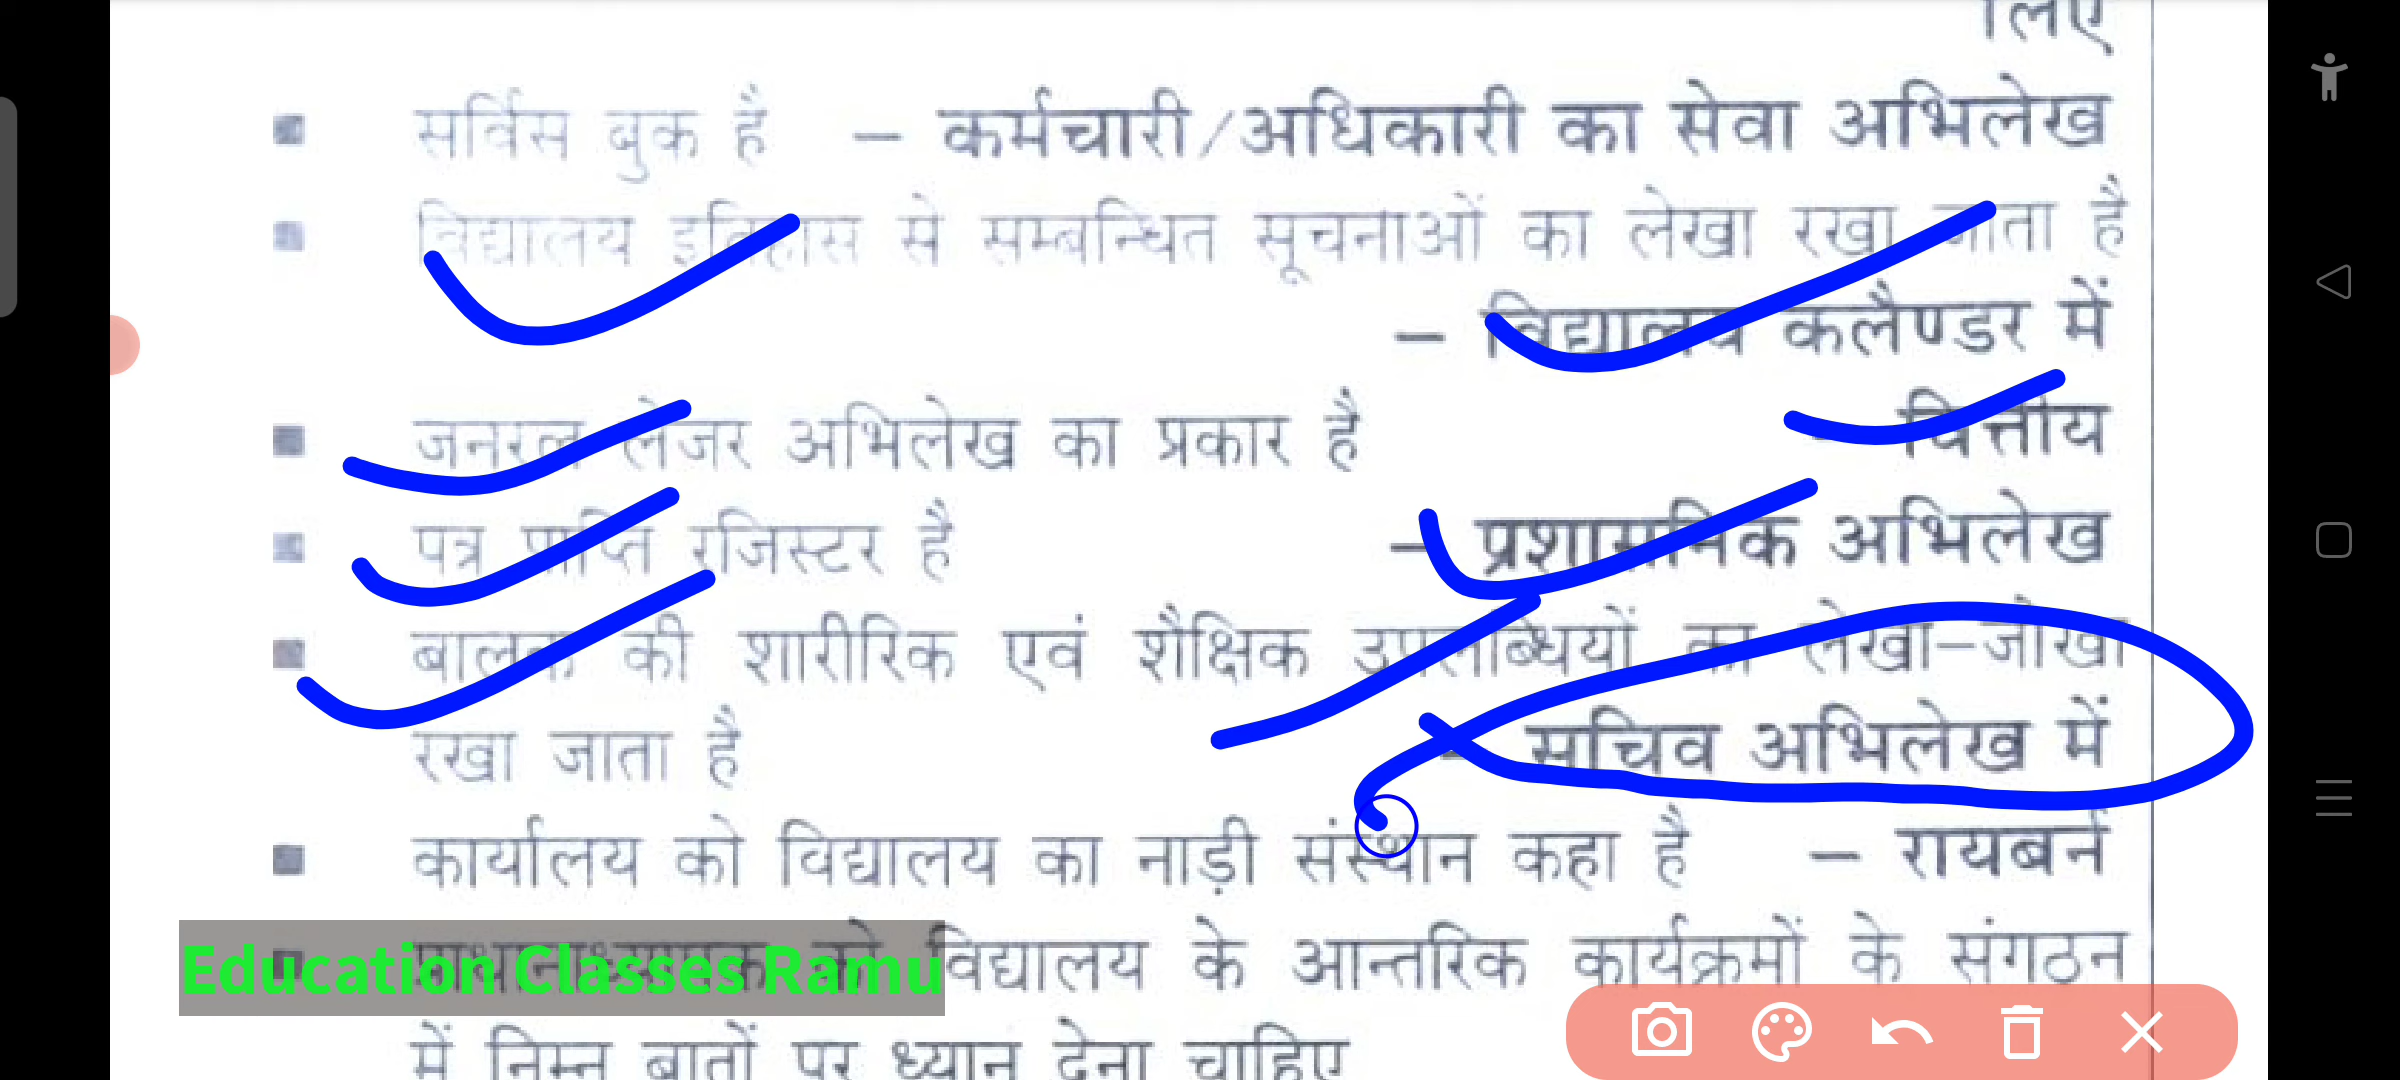 लिए
▪ सर्विस बुक है – कर्मचारी/अधिकारी का सेवा अभिलेख
▪ विद्यालय इतिहास से सम्बन्धित सूचनाओं का लेखा रखा जाता है
– विद्यालय कलैण्डर में
▪ जनरल लेजर अभिलेख का प्रकार है – वित्तीय
▪ पत्र प्राप्ति रजिस्टर है – प्रशासनिक अभिलेख
▪ बालक की शारीरिक एवं शैक्षिक उपलब्धियों का लेखा–जोखा
रखा जाता है – सचिव अभिलेख में
▪ कार्यालय को विद्यालय का नाड़ी संस्थान कहा है – रायबर्न
को विद्यालय के आन्तरिक कार्यक्रमों के संगठन
Education Classes Ramu
में निम्न बातों पर ध्यान देना चाहिए